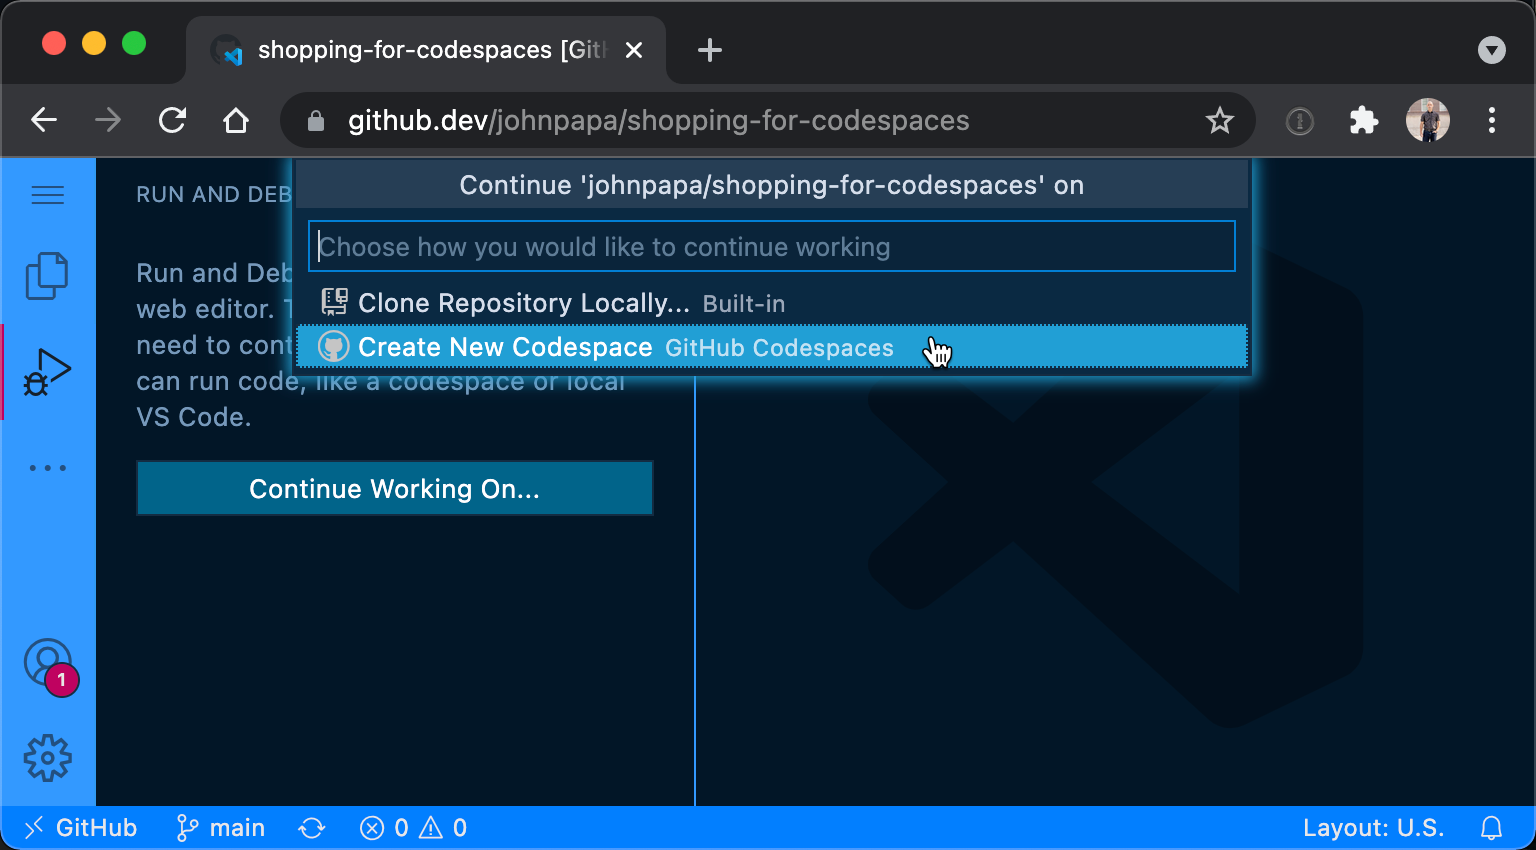 shopping-for-codespaces [Git
github.dev/johnpapa/shopping-for-codespaces
RUN AND DEB
Continue 'johnpapa/shopping-for-codespaces' on
Choose how you would like to continue working
Clone Repository Locally... Built-in
Create New Codespace GitHub Codespaces
Run and Deb
web editor. T
need to cont
can run code, like a codespace or local
VS Code.
Continue Working On...
1
GitHub main 0 0 Layout: U.S.